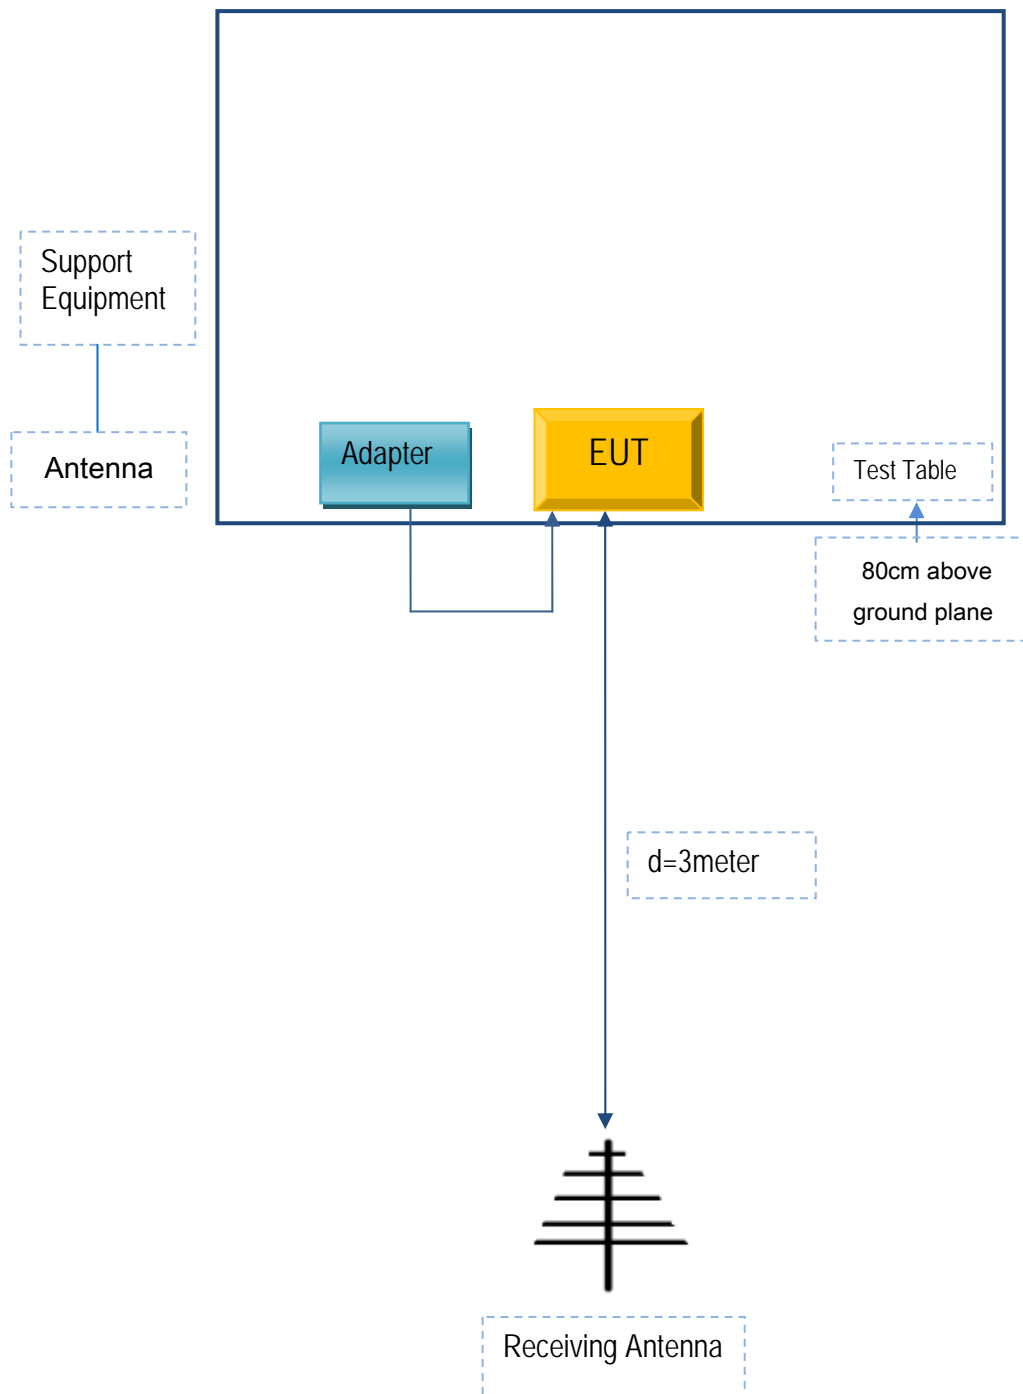 Support
Equipment
Antenna
Adapter
EUT
Test Table
80cm above
ground plane
d=3meter
Receiving Antenna